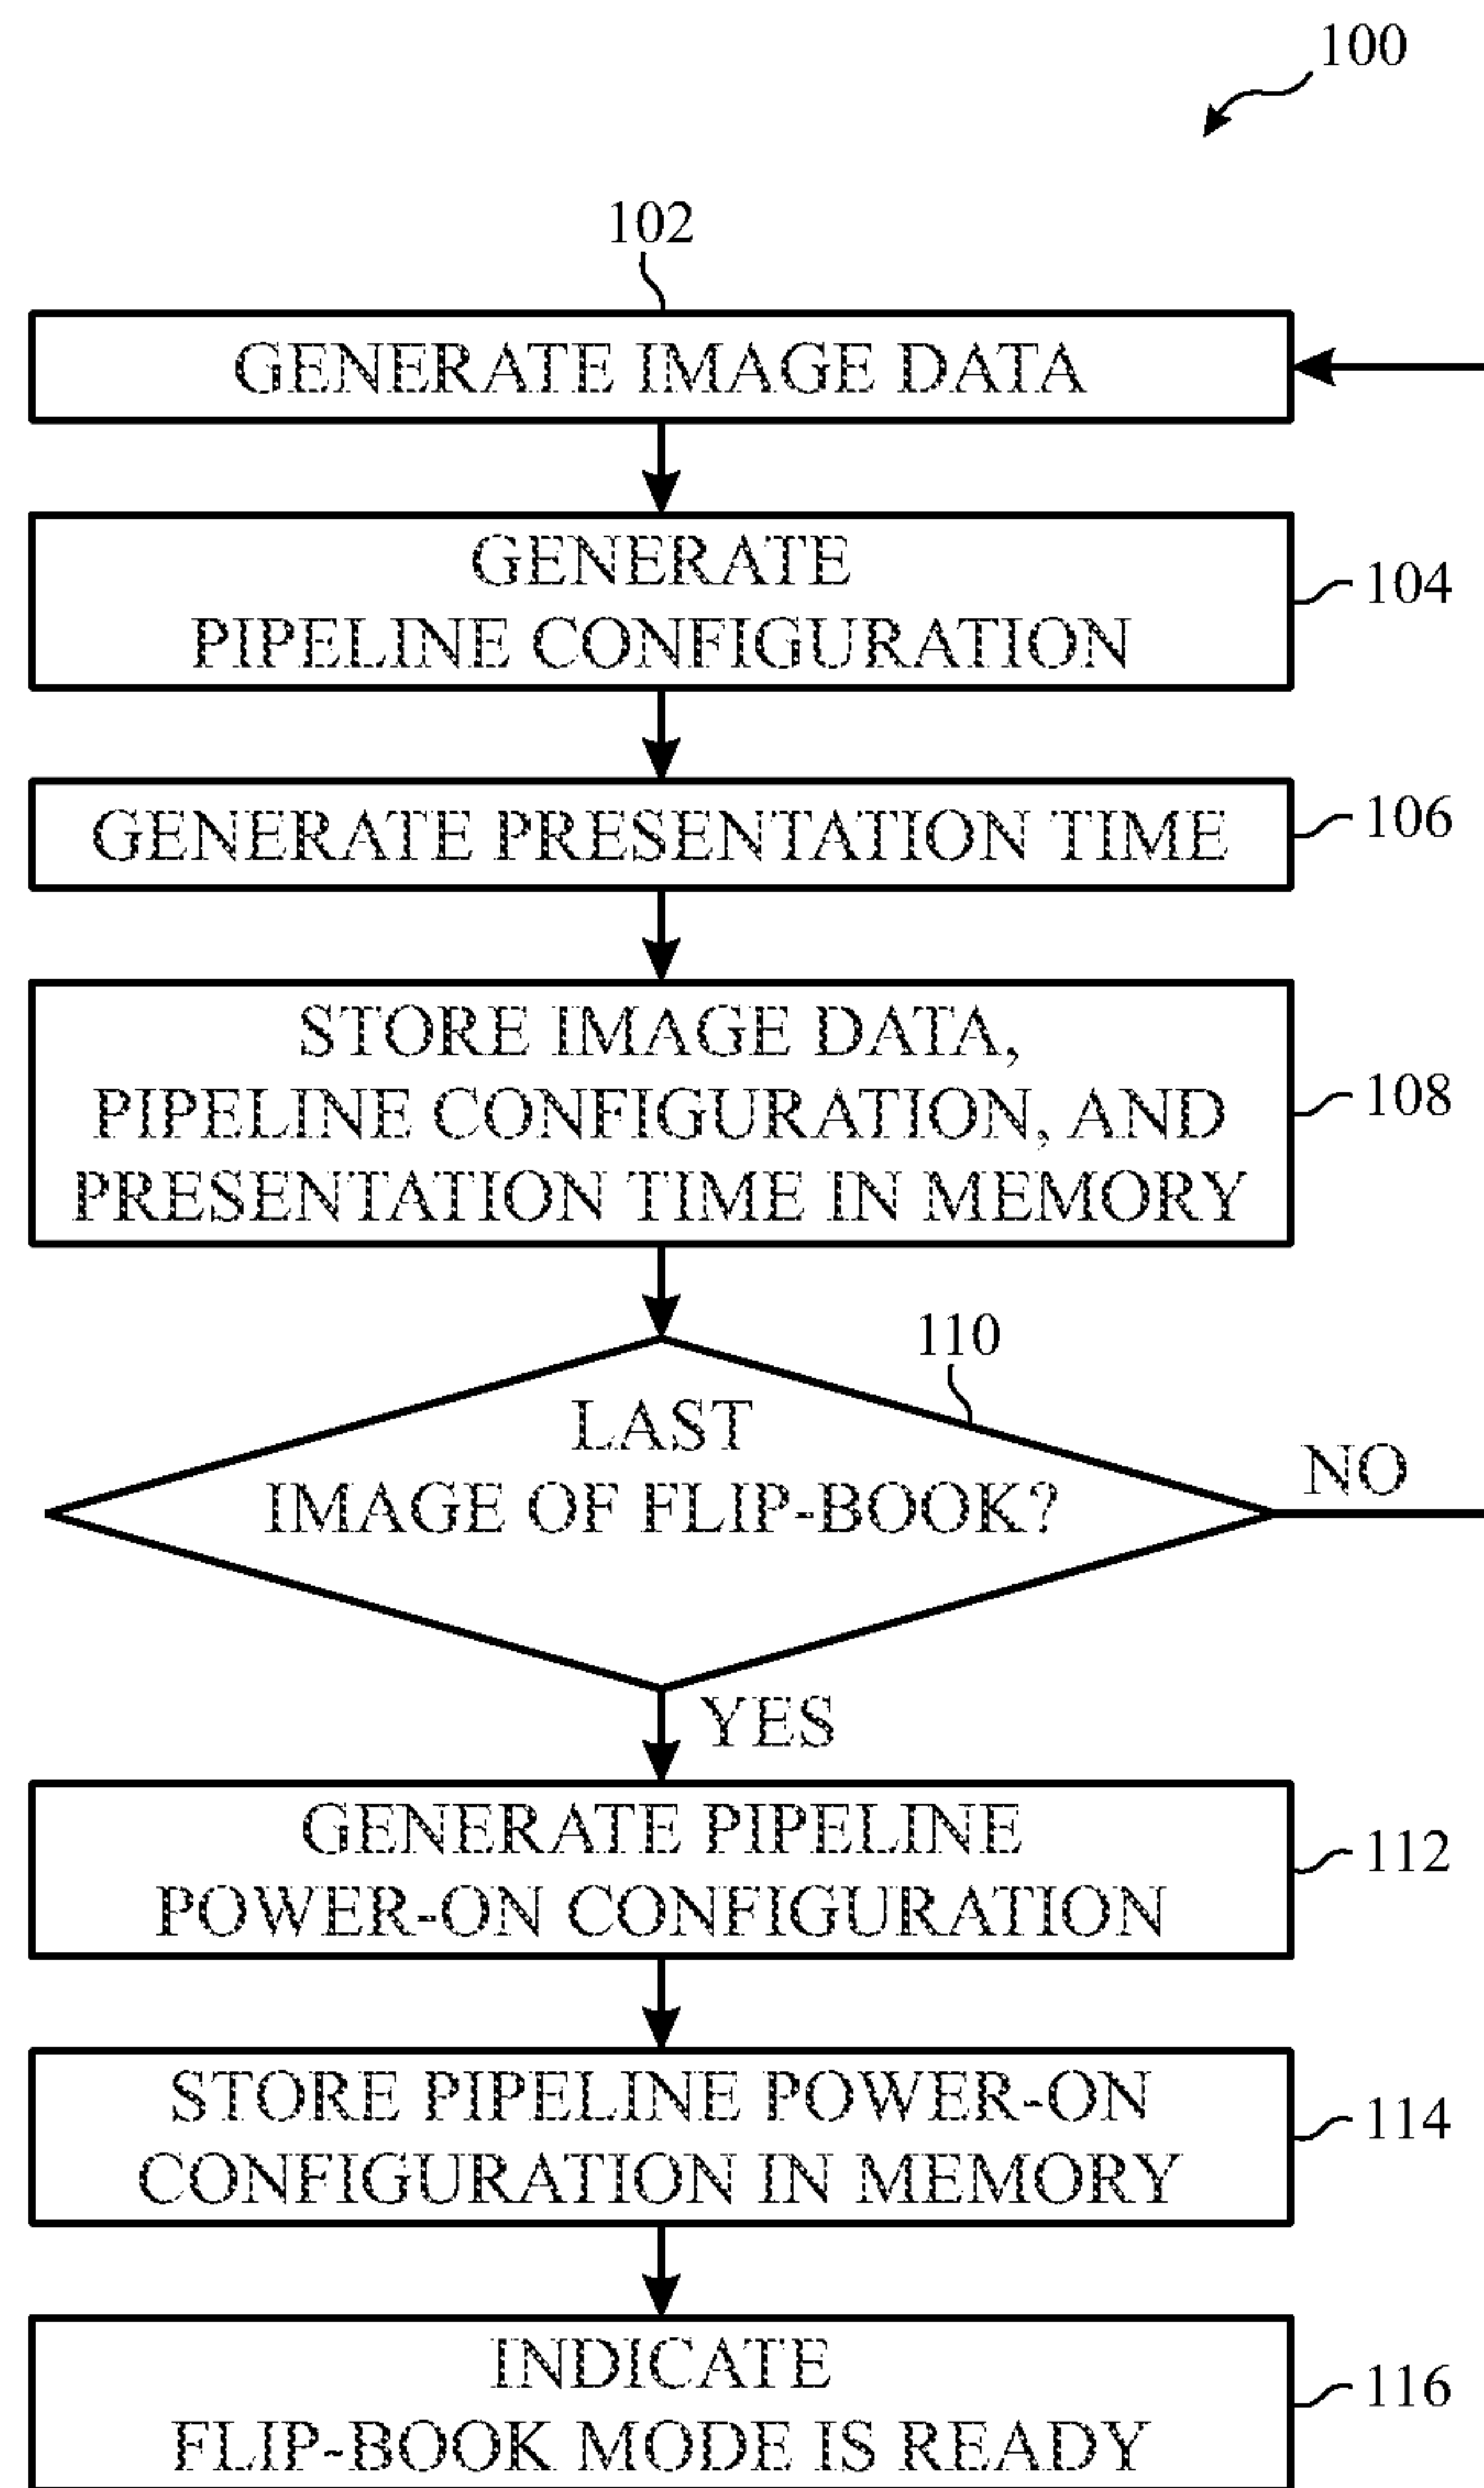 100
102
GENERATE IMAGE DATA
GENERATE
PIPELINE CONFIGURATION
104
GENERATE PRESENTATION TIME
106
STORE IMAGE DATA,
PIPELINE CONFIGURATION, AND
PRESENTATION TIME IN MEMORY
108
110
LAST
IMAGE OF FLIP-BOOK?
NO
YES
GENERATE PIPELINE
POWER-ON CONFIGURATION
112
STORE PIPELINE POWER-ON
CONFIGURATION IN MEMORY
114
INDICATE
FLIP-BOOK MODE IS READY
116